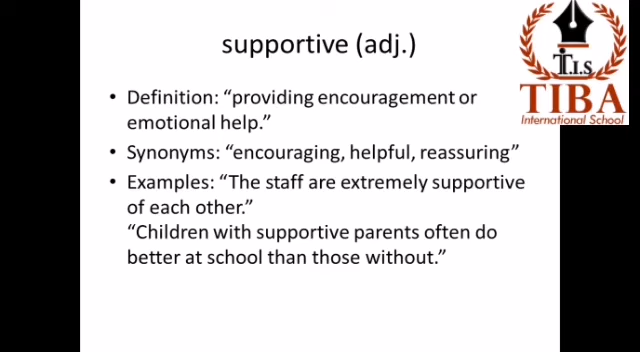 supportive (adj.)
T.I.S
TIBA
International School
• Definition: “providing encouragement or
emotional help.”
• Synonyms: “encouraging, helpful, reassuring”
• Examples: “The staff are extremely supportive
of each other.”
“Children with supportive parents often do
better at school than those without.”